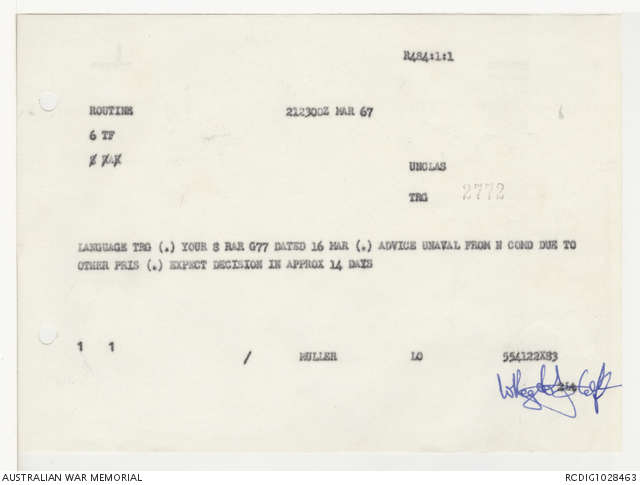 R484:1:1
ROUTINE 212300Z MAR 67
6 TF
UNCLAS
TRG 2772
LANGUAGE TRG (.) YOUR 8 RAR G77 DATED 16 MAR (.) ADVICE UNAVAL FROM N COMD DUE TO
OTHER PRIS (.) EXPECT DECISION IN APPROX 14 DAYS
1 1 / MULLER LO 554122X83
AUSTRALIAN WAR MEMORIAL RCDIG1028463